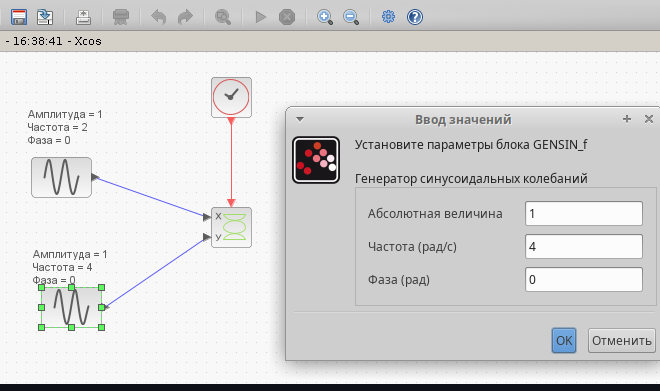 - 16:38:41 - Xcos
Амплитуда = 1
Частота = 2
Фаза = 0
X
У
Амплитуда = 1
Частота = 4
Фаза = 0
Ввод значений
Установите параметры блока GENSIN_f
Генератор синусоидальных колебаний
Абсолютная величина 1
Частота (рад/с) 4
Фаза (рад) 0
OK Отменить